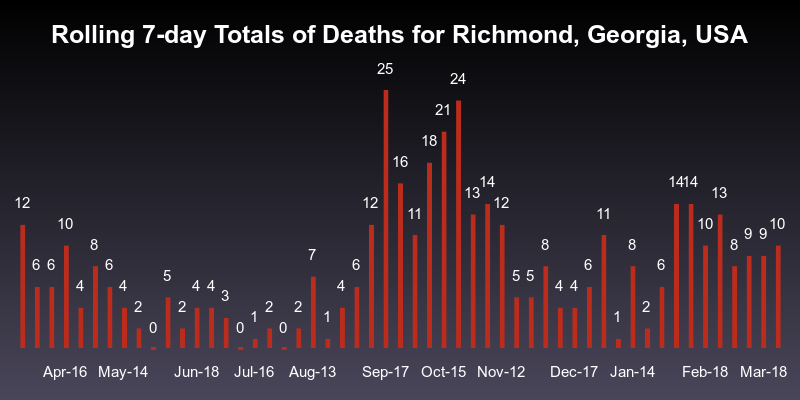 Rolling 7-day Totals of Deaths for Richmond, Georgia, USA
12 6 6 10 4 8 6 4 2 0 5 2 4 4 3 0 1 2 0 2 7 1 4 6 12 25 16 11 18 21 24 13 14 12 5 5 8 4 4 6 11 1 8 2 6 14 14 10 13 8 9 9 10
Apr-16 May-14 Jun-18 Jul-16 Aug-13 Sep-17 Oct-15 Nov-12 Dec-17 Jan-14 Feb-18 Mar-18